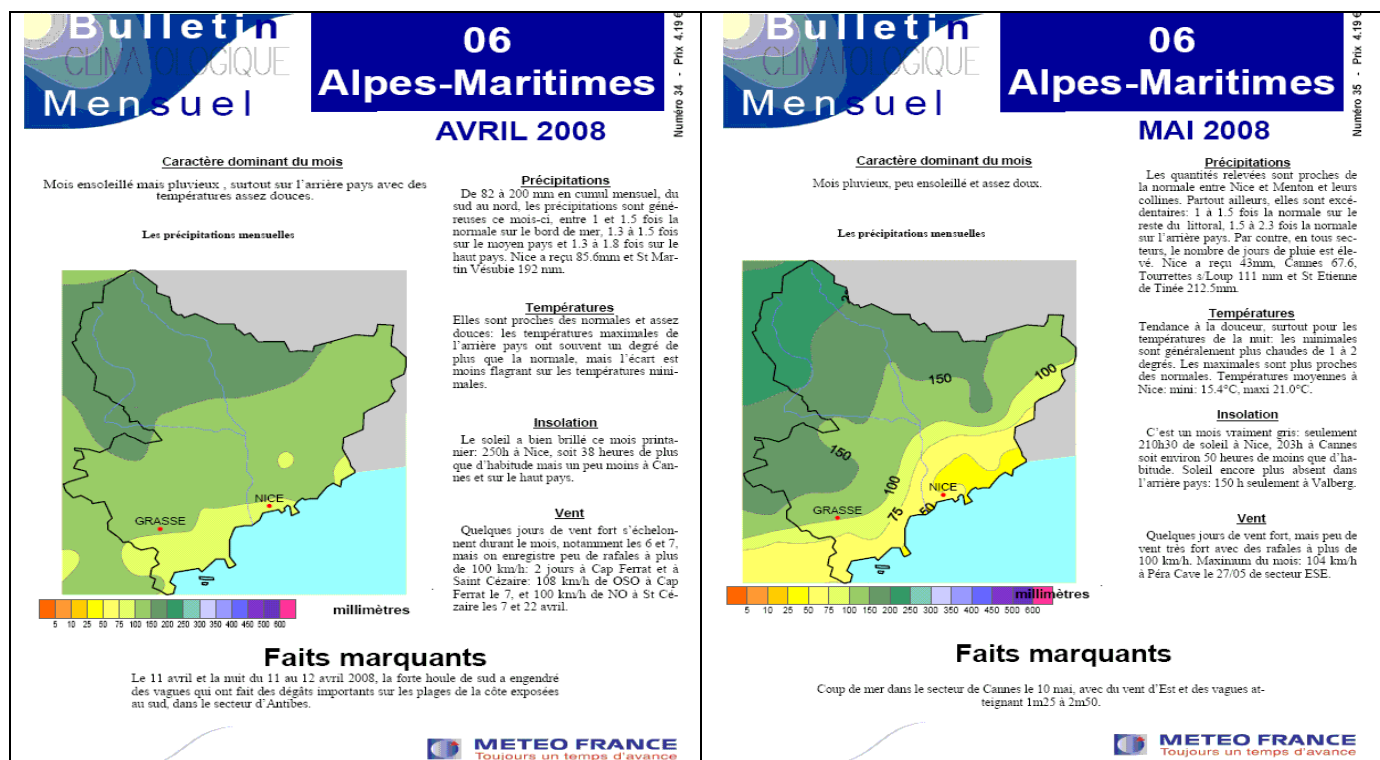 Bulletin
CLIMATOLOGIQUE
Mensuel
06
Alpes-Maritimes
Numéro 34 - Prix 4.19 €
AVRIL 2008
Caractère dominant du mois
Mois ensoleillé mais pluvieux , surtout sur l'arrière pays avec des
températures assez douces.
Les précipitations mensuelles
GRASSE
NICE
millimètres
5 10 25 50 75 100 150 200 250 300 350 400 450 500 600
Précipitations
De 82 à 200 mm en cumul mensuel, du
sud au nord, les précipitations sont géné-
reuses ce mois-ci, entre 1 et 1.5 fois la
normale sur le bord de mer, 1.3 à 1.5 fois
sur le moyen pays et 1.3 à 1.8 fois sur le
haut pays. Nice a reçu 85.6mm et St Mar-
tin Vésubie 192 mm.
Températures
Elles sont proches des normales et assez
douces: les températures maximales de
l'arrière pays ont souvent un degré de
plus que la normale, mais l'écart est
moins flagrant sur les températures mini-
males.
Insolation
Le soleil a bien brillé ce mois printa-
nier: 250h à Nice, soit 38 heures de plus
que d'habitude mais un peu moins à Can-
nes et sur le haut pays.
Vent
Quelques jours de vent fort s'échelon-
nent durant le mois, notamment les 6 et 7,
mais on enregistre peu de rafales à plus
de 100 km/h: 2 jours à Cap Ferrat et à
Saint Cézaire: 108 km/h de OSO à Cap
Ferrat le 7, et 100 km/h de NO à St Cé-
zaire les 7 et 22 avril.
Faits marquants
Le 11 avril et la nuit du 11 au 12 avril 2008, la forte houle de sud a engendré
des vagues qui ont fait des dégâts importants sur les plages de la côte exposées
au sud, dans le secteur d'Antibes.
METEO FRANCE
Toujours un temps d'avance
Bulletin
CLIMATOLOGIQUE
Mensuel
06
Alpes-Maritimes
Numéro 35 - Prix 4.19 €
MAI 2008
Caractère dominant du mois
Mois pluvieux, peu ensoleillé et assez doux.
Les précipitations mensuelles
150
100
150
100
NICE
GRASSE
75
50
millimètres
5 10 25 50 75 100 150 200 250 300 350 400 450 500 600
Précipitations
Les quantités relevées sont proches de
la normale entre Nice et Menton et leurs
collines. Partout ailleurs, elles sont excé-
dentaires: 1 à 1.5 fois la normale sur le
reste du littoral, 1.5 à 2.3 fois la normale
sur l'arrière pays. Par contre, en tous sec-
teurs, le nombre de jours de pluie est éle-
vé. Nice a reçu 43mm, Cannes 67.6,
Tourrettes s/Loup 111 mm et St Etienne
de Tinée 212.5mm.
Températures
Tendance à la douceur, surtout pour les
températures de la nuit: les minimales
sont généralement plus chaudes de 1 à 2
degrés. Les maximales sont plus proches
des normales. Températures moyennes à
Nice: mini: 15.4°C, maxi 21.0°C.
Insolation
C'est un mois vraiment gris: seulement
210h30 de soleil à Nice, 203h à Cannes
soit environ 50 heures de moins que d'ha-
bitude. Soleil encore plus absent dans
l'arrière pays: 150 h seulement à Valberg.
Vent
Quelques jours de vent fort, mais peu de
vent très fort avec des rafales à plus de
100 km/h. Maximum du mois: 104 km/h
à Péra Cave le 27/05 de secteur ESE.
Faits marquants
Coup de mer dans le secteur de Cannes le 10 mai, avec du vent d'Est et des vagues at-
teignant 1m25 à 2m50.
METEO FRANCE
Toujours un temps d'avance